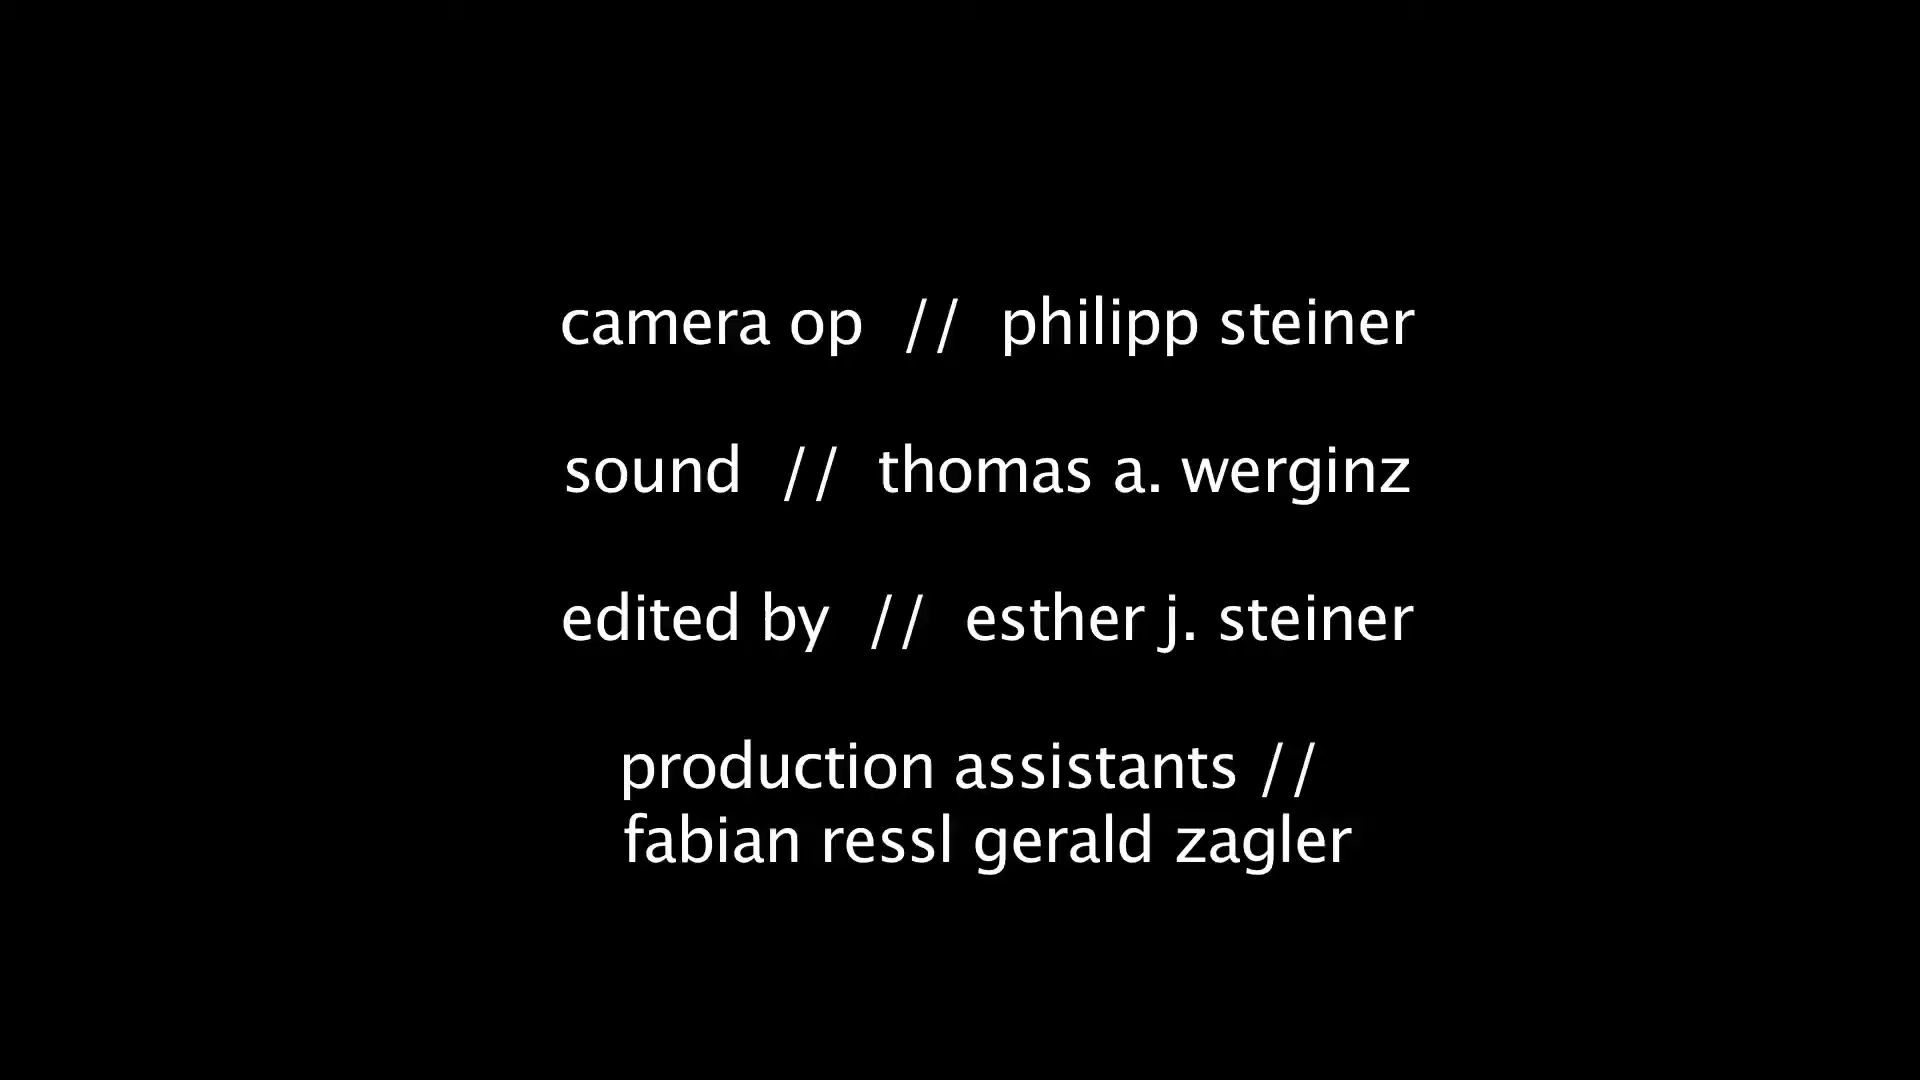 camera op // philipp steiner
sound // thomas a. werginz
edited by // esther j. steiner
production assistants //
fabian ressl gerald zagler